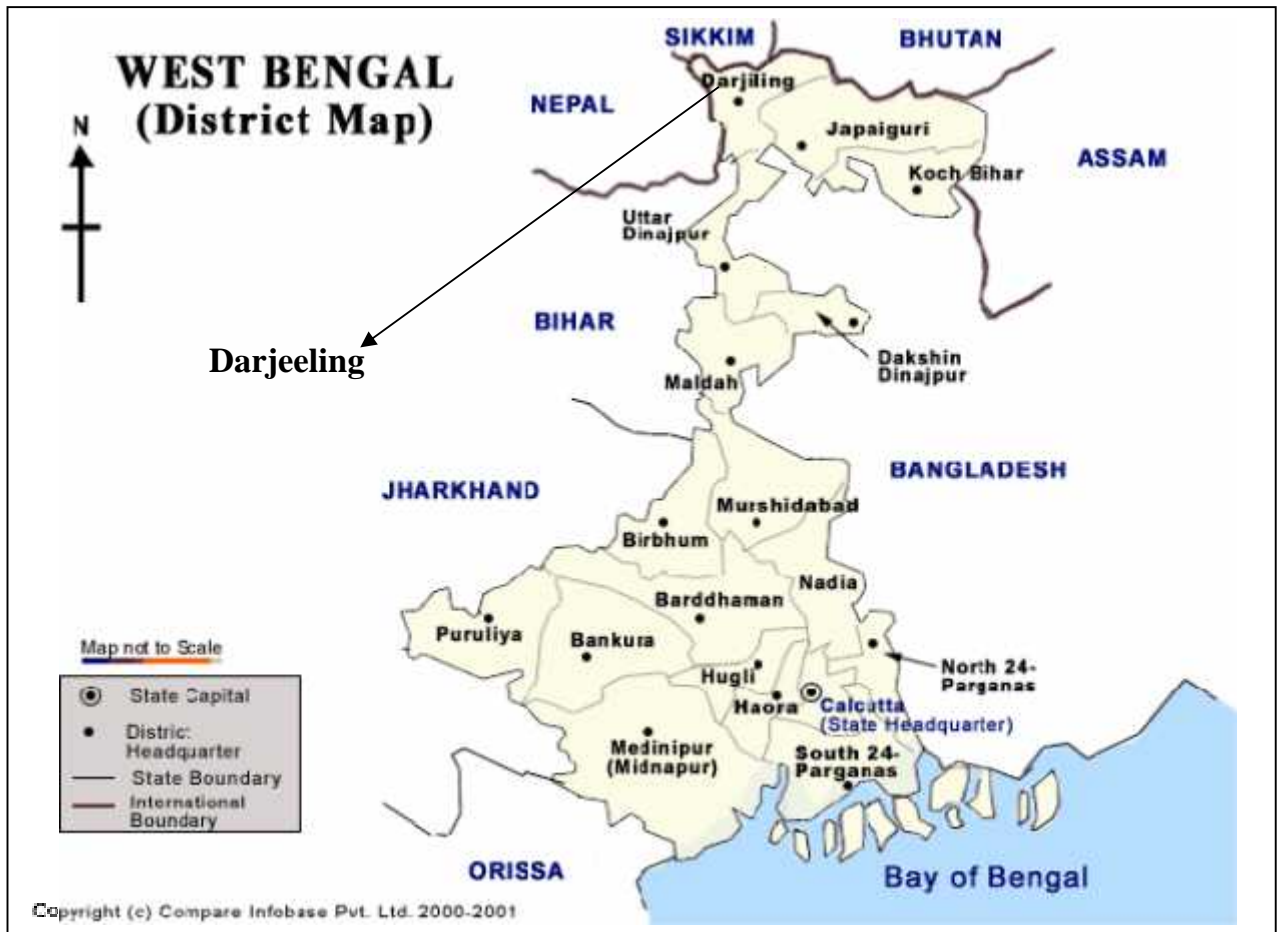 WEST BENGAL
(District Map)
N
SIKKIM
BHUTAN
NEPAL
Darjiling
Japaiguri
ASSAM
Koch Bihar
Uttar
Dinajpur
BIHAR
Darjeeling
Dakshin
Dinajpur
Maldah
BANGLADESH
JHARKHAND
Murshidabad
Birbhum
Nadia
Barddhaman
Puruliya
Bankura
North 24-
Parganas
Hugli
Haora
Calcutta
(State Headquarter)
Medinipur
(Midnapur)
South 24-
Parganas
Map not to Scale
State Capital
Distric:
Headquarter
State Boundary
International
Boundary
ORISSA
Bay of Bengal
Copyright (c) Compare Infobase Pvt. Ltd. 2000-2001